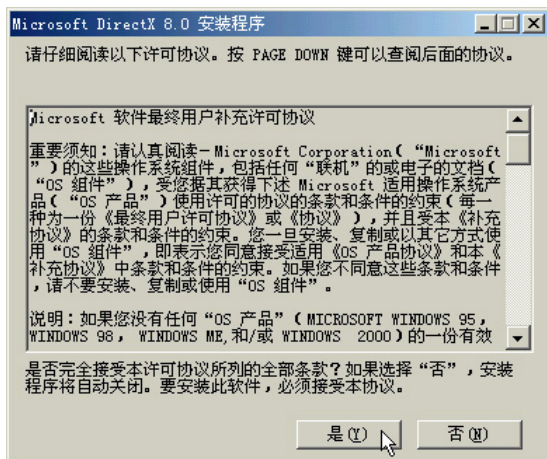 Microsoft DirectX 8.0 安装程序
请仔细阅读以下许可协议。按 PAGE DOWN 键可以查阅后面的协议。
Microsoft 软件最终用户补充许可协议
重要须知：请认真阅读－Microsoft Corporation( “Microsoft
” ) 的这些操作系统组件，包括任何“联机”的或电子的文档(
“OS 组件” ) ，受您据其获得下述 Microsoft 适用操作系统产
品( “OS 产品” ) 使用许可的协议的条款和条件的约束( 每一
种为一份《最终用户许可协议》或《协议》) ，并且受本《补充
协议》的条款和条件的约束。您一旦安装、复制或以其它方式使
用“OS 组件”，即表示您同意接受适用《OS 产品协议》和本《
补充协议》中条款和条件的约束。如果您不同意这些条款和条件
，请不要安装、复制或使用“OS 组件”。
说明：如果您没有任何“OS 产品” ( MICROSOFT WINDOWS 95，
WINDOWS 98， WINDOWS ME,和/或 WINDOWS 2000) 的一份有效
是否完全接受本许可协议所列的全部条款？如果选择“否”，安装
程序将自动关闭。要安装此软件，必须接受本协议。
是(Y) 否(N)